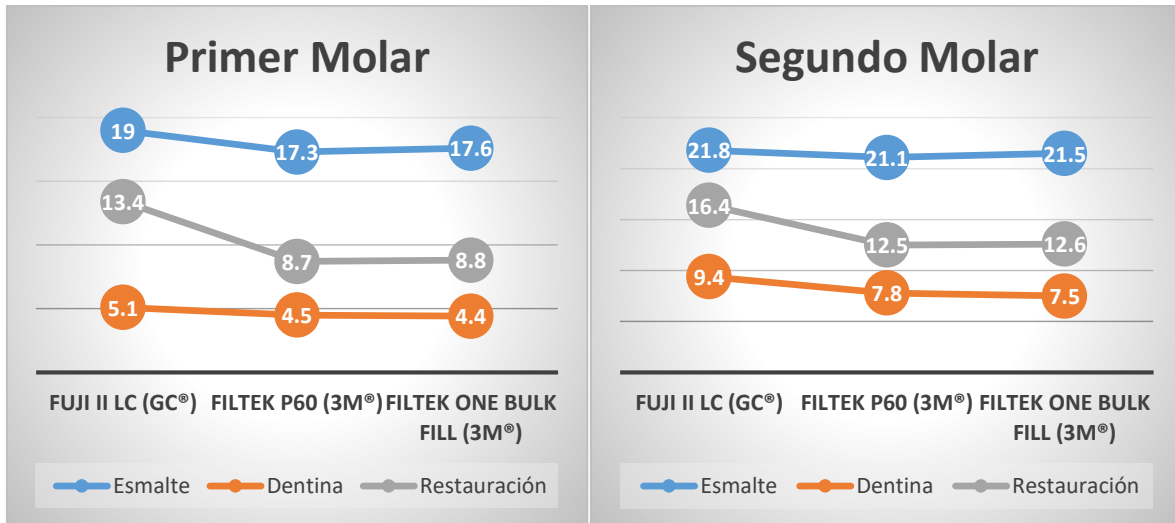 Primer Molar
19
17.3
17.6
13.4
8.7
8.8
5.1
4.5
4.4
FUJI II LC (GC®) FILTEK P60 (3M®) FILTEK ONE BULK
FILL (3M®)
Esmalte Dentina Restauración
Segundo Molar
21.8
21.1
21.5
16.4
12.5
12.6
9.4
7.8
7.5
FUJI II LC (GC®) FILTEK P60 (3M®) FILTEK ONE BULK
FILL (3M®)
Esmalte Dentina Restauración